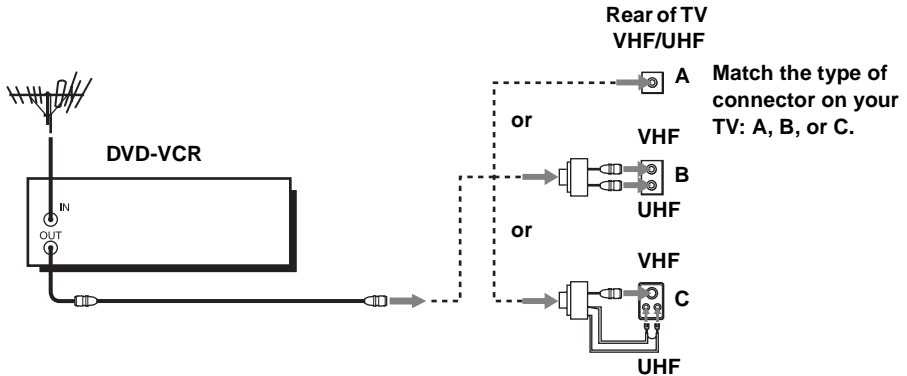 Rear of TV
VHF/UHF
A
Match the type of
connector on your
TV: A, B, or C.
or
VHF
DVD-VCR
B
IN
UHF
OUT
or
VHF
C
UHF